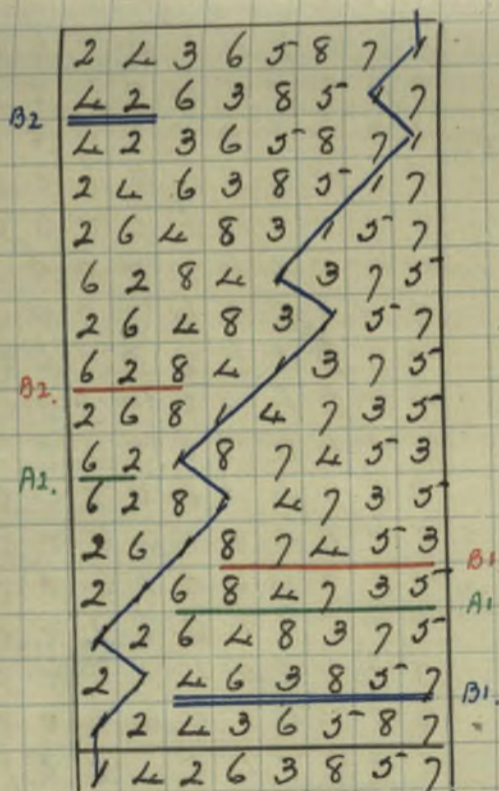 2 4 3 6 5 8 7 1
B2 4 2 6 3 8 5 1 7
4 2 3 6 5 8 7 1
2 4 6 3 8 5 1 7
2 6 4 8 3 1 5 7
6 2 8 4 1 3 7 5
2 6 4 8 3 1 5 7
B2. 6 2 8 4 1 3 7 5
2 6 8 1 4 7 3 5
A2. 6 2 1 8 7 4 5 3
6 2 8 1 4 7 3 5
2 6 1 8 7 4 5 3 B1
2 1 6 8 4 7 3 5 A1
1 2 6 4 8 3 7 5
2 1 4 6 3 8 5 7 B1.
1 2 4 3 6 5 8 7
1 4 2 6 3 8 5 7